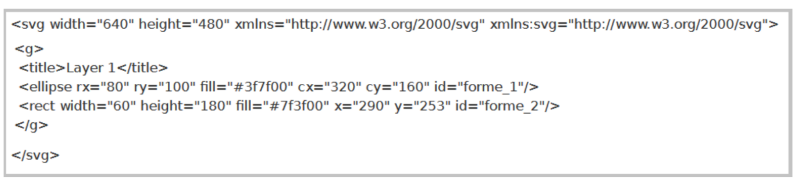 <svg width="640" height="480" xmlns="http://www.w3.org/2000/svg" xmlns:svg="http://www.w3.org/2000/svg">
<g>
<title>Layer 1</title>
<ellipse rx="80" ry="100" fill="#3f7f00" cx="320" cy="160" id="forme_1"/>
<rect width="60" height="180" fill="#7f3f00" x="290" y="253" id="forme_2"/>
</g>
</svg>